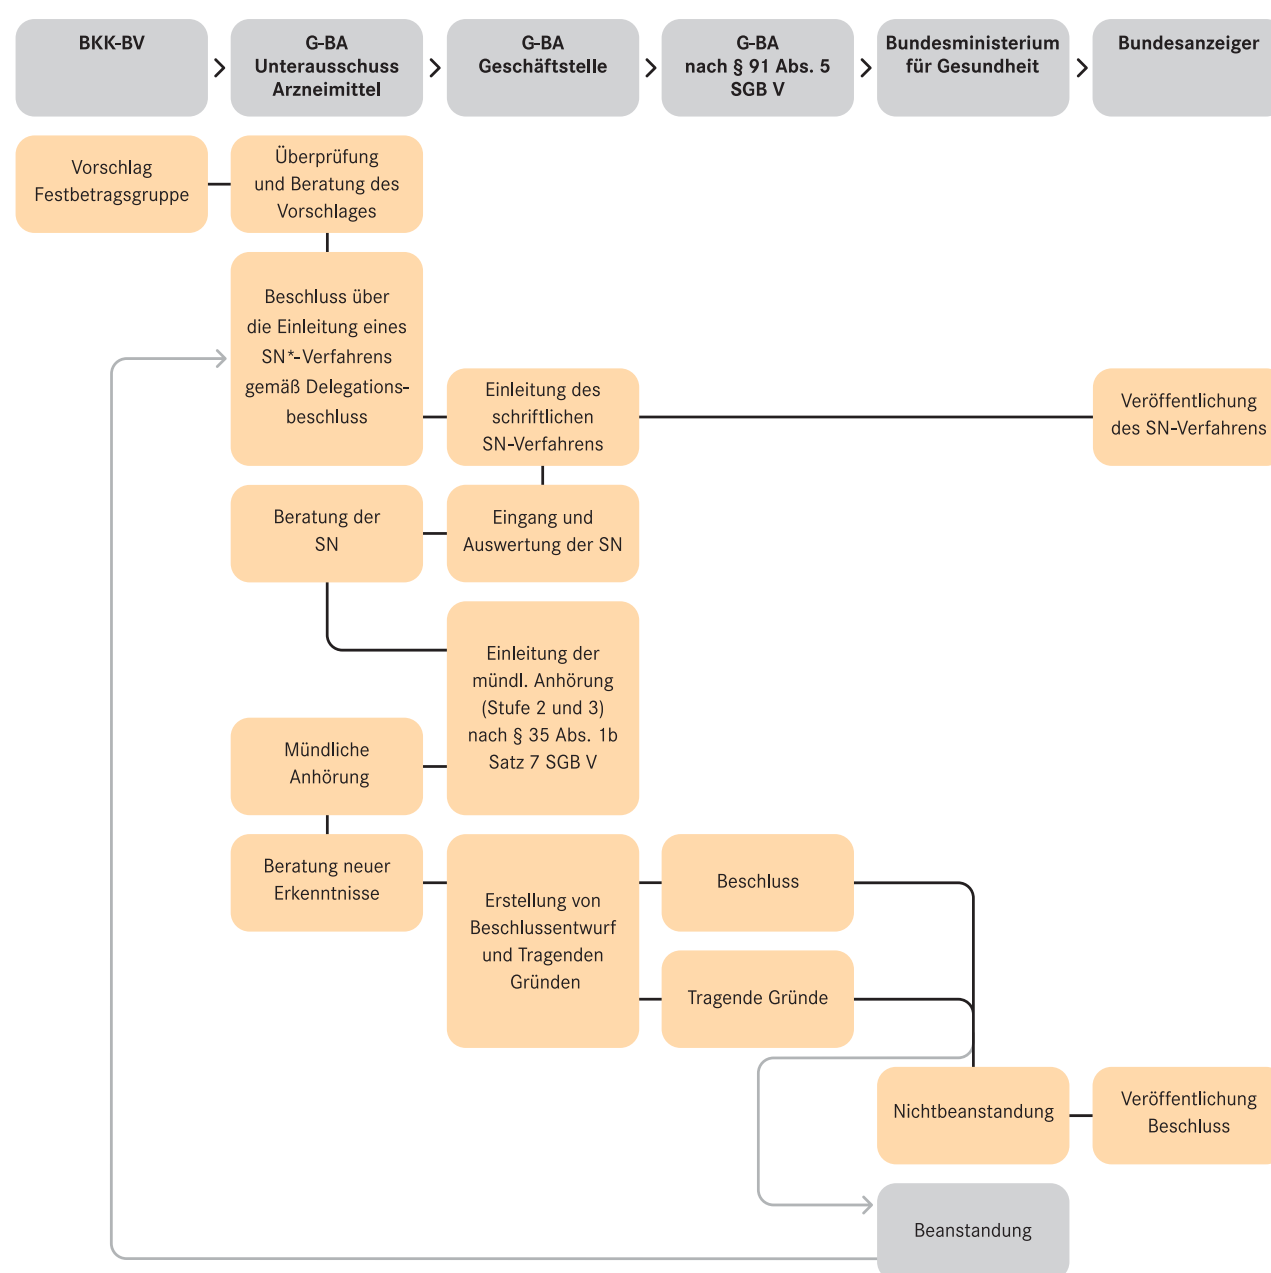 BKK-BV
G-BA
Unterausschuss
Arzneimittel
G-BA
Geschäftstelle
G-BA
nach § 91 Abs. 5
SGB V
Bundesministerium
für Gesundheit
Bundesanzeiger
Vorschlag
Festbetragsgruppe
Überprüfung
und Beratung des
Vorschlages
Beschluss über
die Einleitung eines
SN*-Verfahrens
gemäß Delegations-
beschluss
Einleitung des
schriftlichen
SN-Verfahrens
Veröffentlichung
des SN-Verfahrens
Beratung der
SN
Eingang und
Auswertung der SN
Einleitung der
mündl. Anhörung
(Stufe 2 und 3)
nach § 35 Abs. 1b
Satz 7 SGB V
Mündliche
Anhörung
Beratung neuer
Erkenntnisse
Erstellung von
Beschlussentwurf
und Tragenden
Gründen
Beschluss
Tragende Gründe
Nichtbeanstandung
Veröffentlichung
Beschluss
Beanstandung